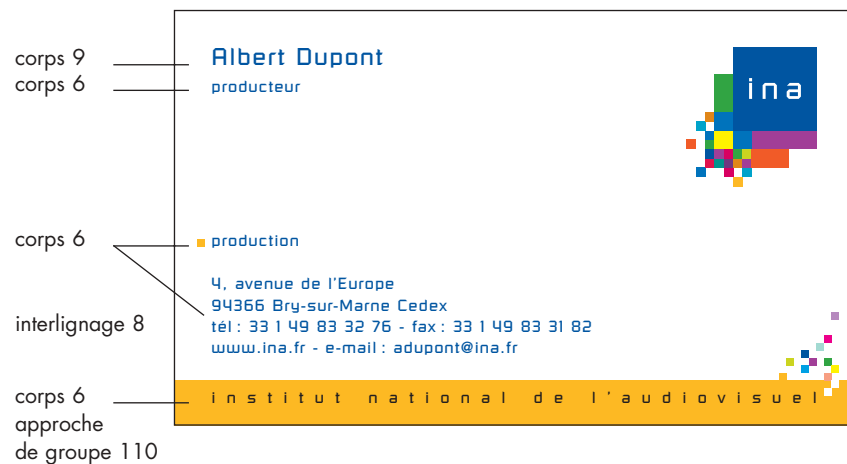 corps 9
corps 6
Albert Dupont
producteur
ina
corps 6
production
4, avenue de l'Europe
94366 Bry-sur-Marne Cedex
interlignage 8
tél : 33 1 49 83 32 76 - fax : 33 1 49 83 31 82
www.ina.fr - e-mail : adupont@ina.fr
corps 6
approche
de groupe 110
institut national de l'audiovisuel